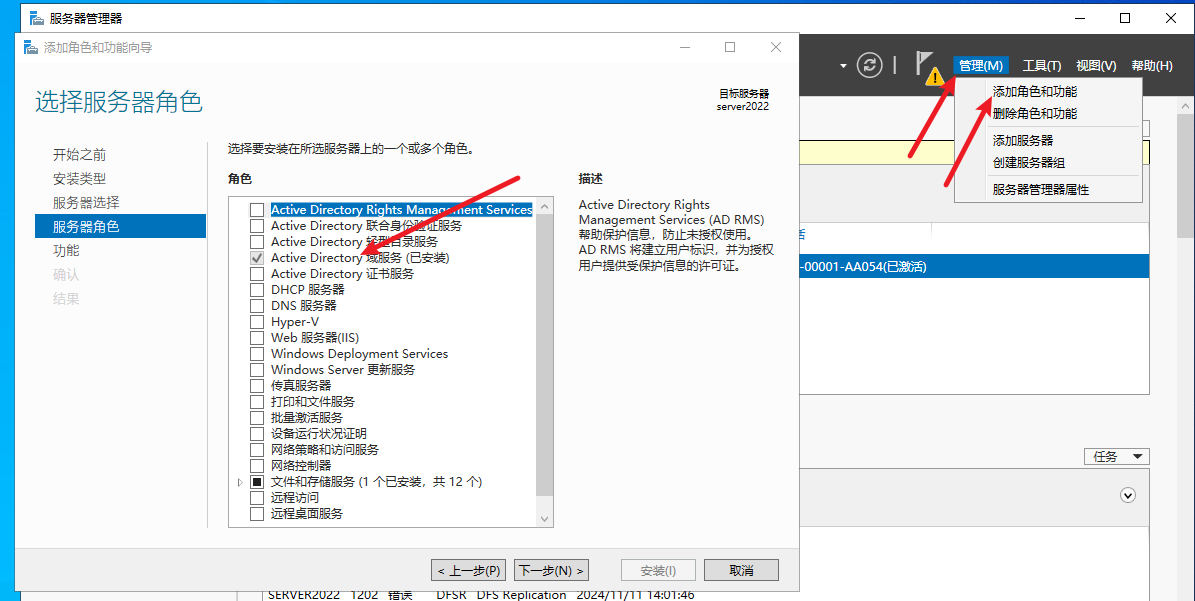 服务器管理器
添加角色和功能向导
管理(M)
工具(T)
视图(V)
帮助(H)
添加角色和功能
删除角色和功能
添加服务器
创建服务器组
服务器管理器属性
选择服务器角色
目标服务器
server2022
开始之前
安装类型
服务器选择
服务器角色
功能
确认
结果
选择要安装在所选服务器上的一个或多个角色。
角色
Active Directory Rights Management Services
Active Directory 联合身份验证服务
Active Directory 轻型目录服务
Active Directory 域服务 (已安装)
Active Directory 证书服务
DHCP 服务器
DNS 服务器
Hyper-V
Web 服务器(IIS)
Windows Deployment Services
Windows Server 更新服务
传真服务器
打印和文件服务
批量激活服务
设备运行状况证明
网络策略和访问服务
网络控制器
文件和存储服务 (1 个已安装，共 12 个)
远程访问
远程桌面服务
描述
Active Directory Rights
Management Services (AD RMS)
帮助保护信息，防止未授权使用。
AD RMS 将建立用户标识，并为授权
用户提供受保护信息的许可证。
-00001-AA054(已激活)
任务
< 上一步(P)
下一步(N) >
安装(I)
取消
SERVER2022 1202 错误 DFSR DFS Replication 2024/11/11 14:01:46